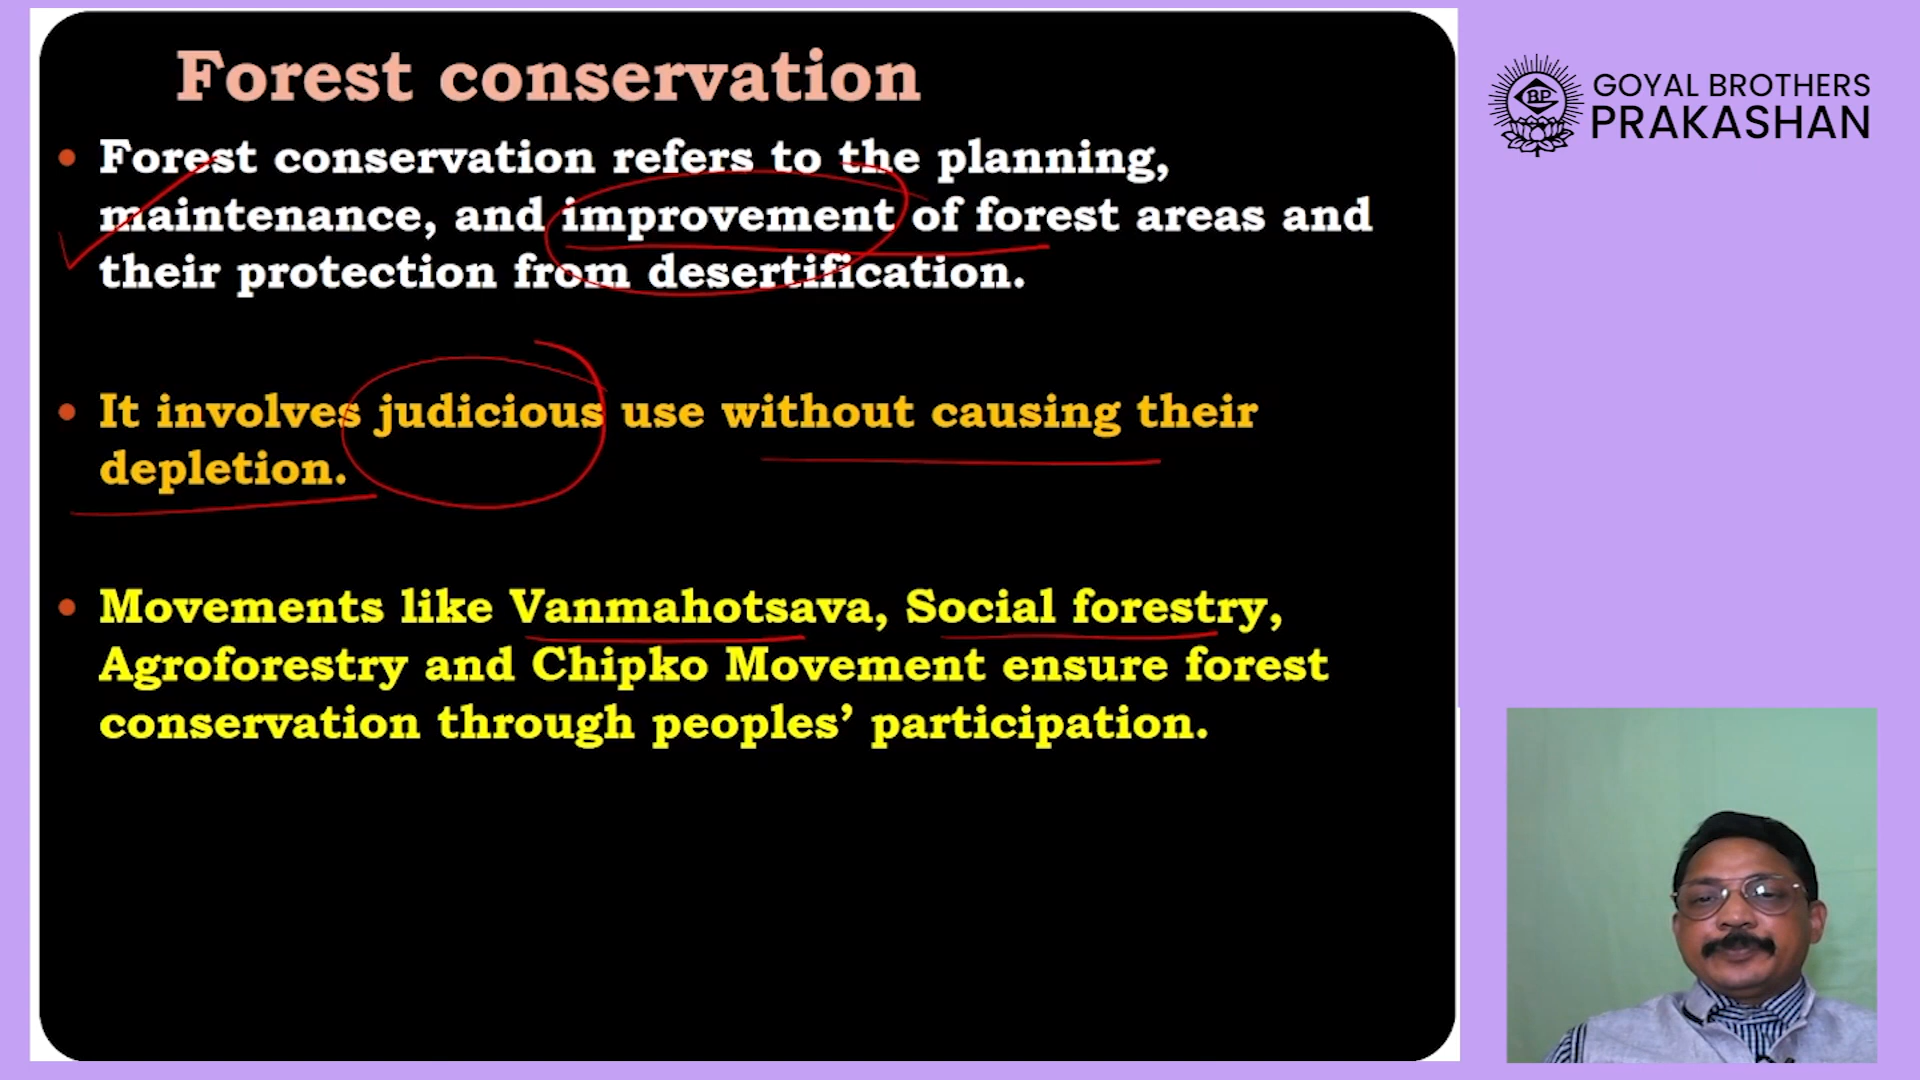 Forest conservation
• Forest conservation refers to the planning,
maintenance, and improvement of forest areas and
their protection from desertification.
• It involves judicious use without causing their
depletion.
• Movements like Vanmahotsava, Social forestry,
Agroforestry and Chipko Movement ensure forest
conservation through peoples’ participation.
GBP
GOYAL BROTHERS
PRAKASHAN